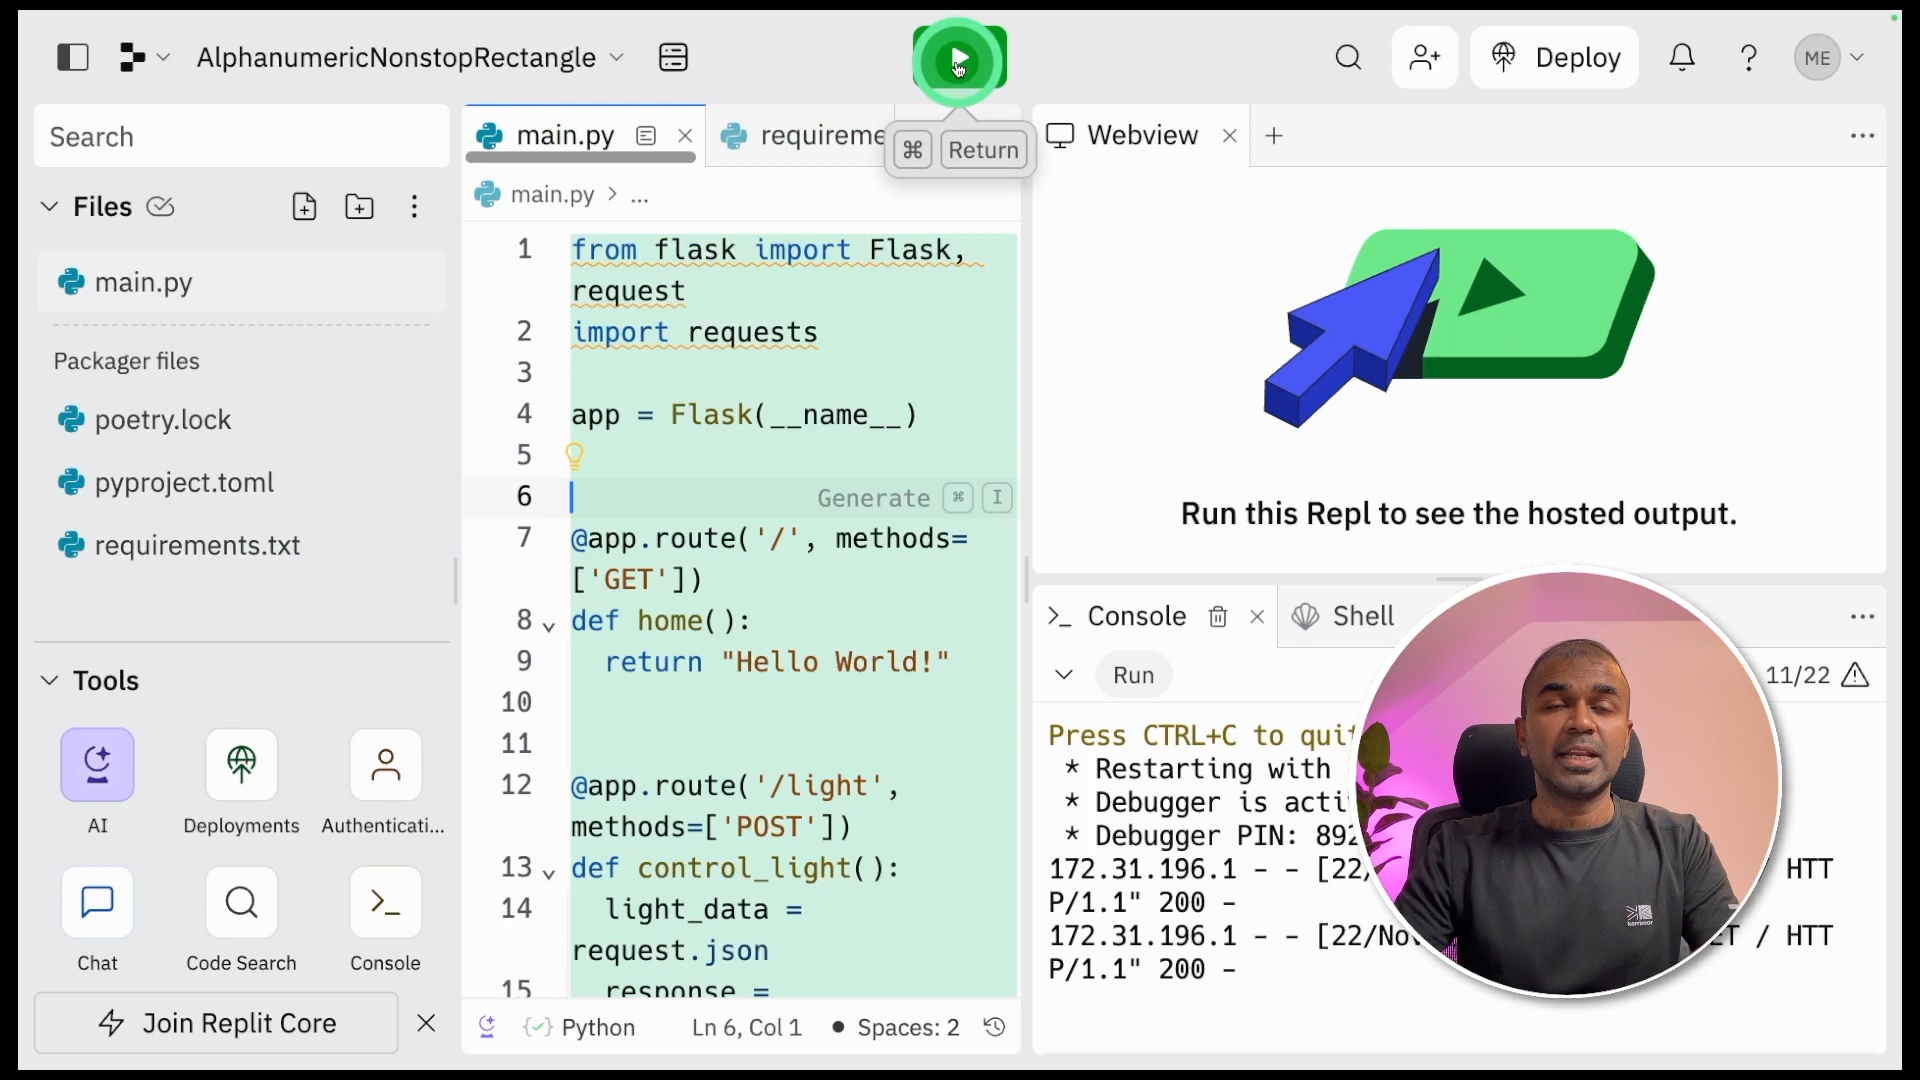 AlphanumericNonstopRectangle
Deploy
ME
Search
Files
main.py
Packager files
poetry.lock
pyproject.toml
requirements.txt
Tools
AI
Deployments
Authenticati...
Chat
Code Search
Console
Join Replit Core
main.py
requireme
⌘ Return
main.py > ...
1 from flask import Flask,
request
2 import requests
3
4 app = Flask(__name__)
5
6 Generate ⌘ I
7 @app.route('/', methods=
['GET'])
8 def home():
9 return "Hello World!"
10
11
12 @app.route('/light',
methods=['POST'])
13 def control_light():
14 light_data =
request.json
15 response =
Python
Ln 6, Col 1
Spaces: 2
Webview
Run this Repl to see the hosted output.
Console
Shell
Run
11/22
Press CTRL+C to quit
* Restarting with
* Debugger is acti
* Debugger PIN: 892
172.31.196.1 - - [22/ / HTT
P/1.1" 200 -
172.31.196.1 - - [22/Nov ET / HTT
P/1.1" 200 -